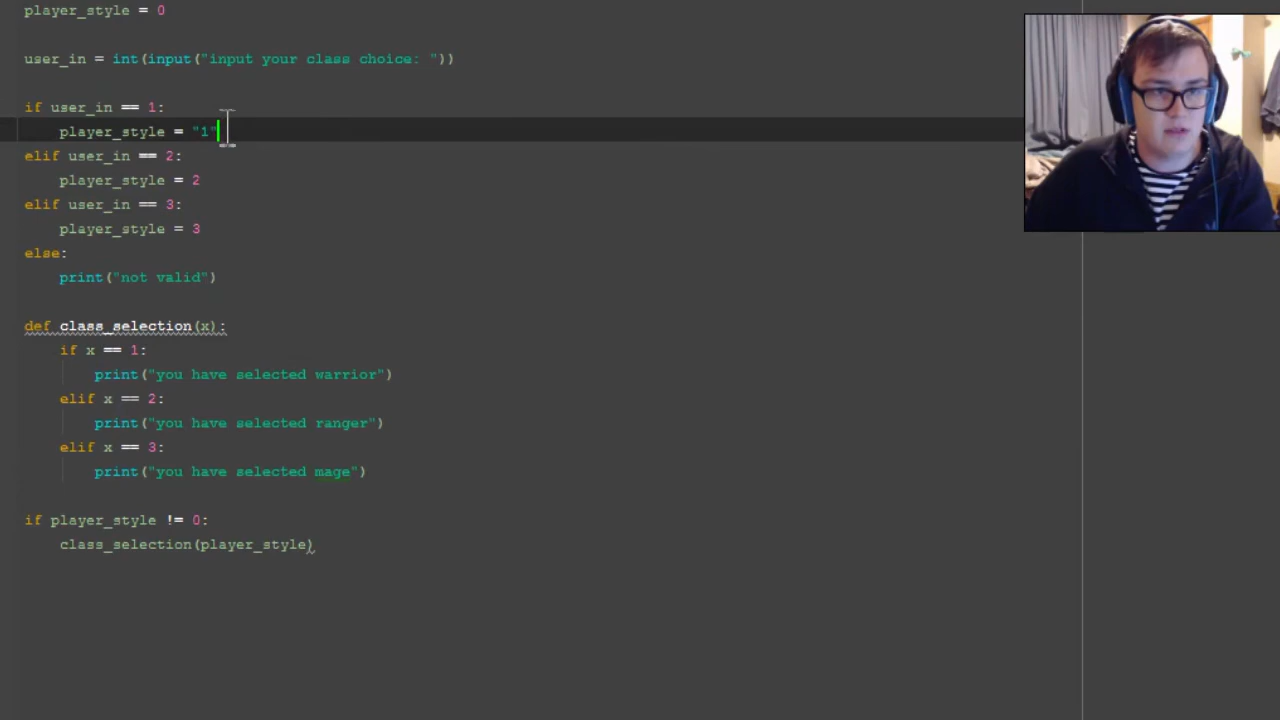 player_style = 0
user_in = int(input("input your class choice: "))
if user_in == 1:
player_style = "1"
elif user_in == 2:
player_style = 2
elif user_in == 3:
player_style = 3
else:
print("not valid")
def class_selection(x):
if x == 1:
print("you have selected warrior")
elif x == 2:
print("you have selected ranger")
elif x == 3:
print("you have selected mage")
if player_style != 0:
class_selection(player_style)